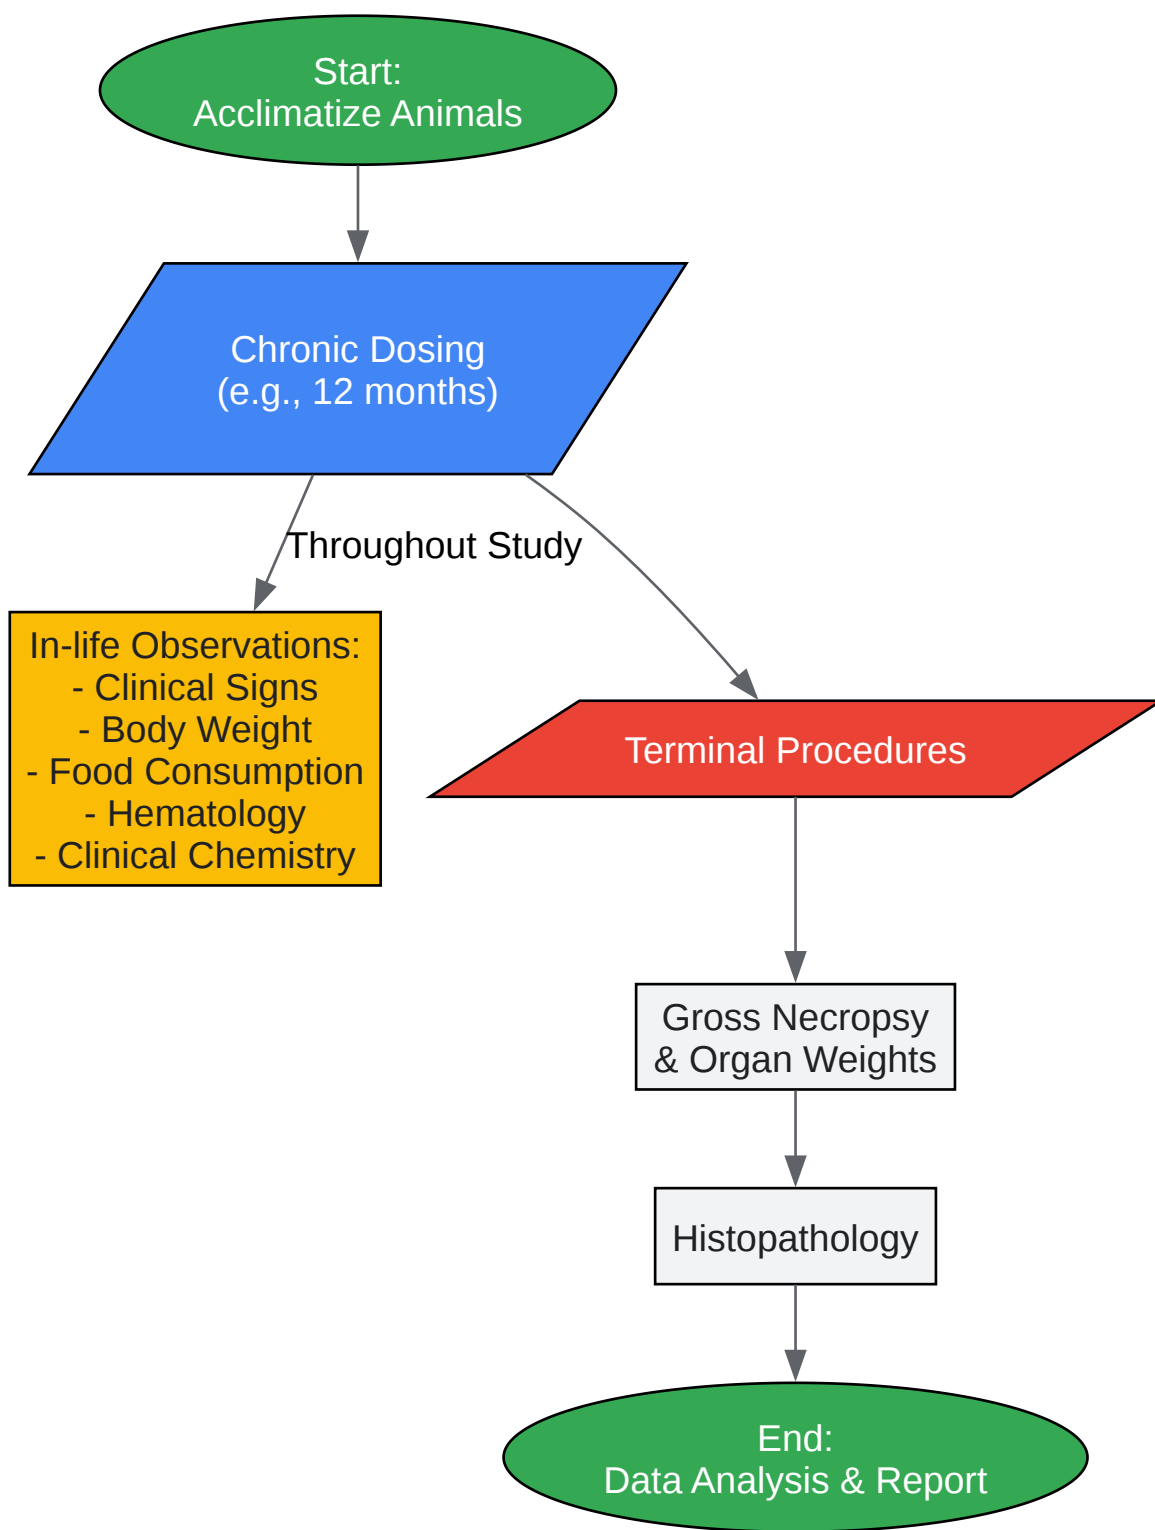 Start:
Acclimatize Animals
Chronic Dosing
(e.g., 12 months)
Throughout Study
In-life Observations:
- Clinical Signs
- Body Weight
- Food Consumption
- Hematology
- Clinical Chemistry
Terminal Procedures
Gross Necropsy
& Organ Weights
Histopathology
End:
Data Analysis & Report